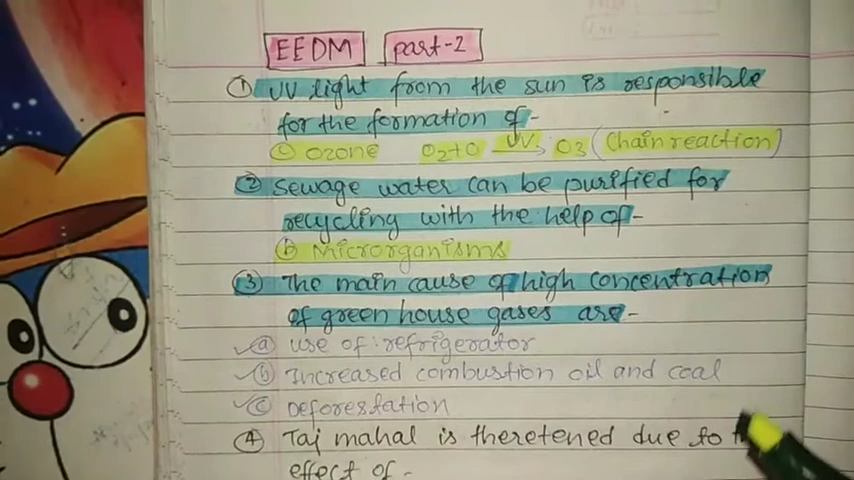 EEDM part-2
① UV light from the sun is responsible
for the formation of-
ⓒ Ozone O2+O UV→ O3 (Chain reaction)
② Sewage water can be purified for
recycling with the help of-
ⓑ Microrganisms
③ The main cause of high concentration
of green house gases are-
✓ⓐ use of refrigerator
✓ⓑ Increased combustion oil and coal
✓ⓒ Deforestation
④ Taj mahal is theretened due to
effect of-